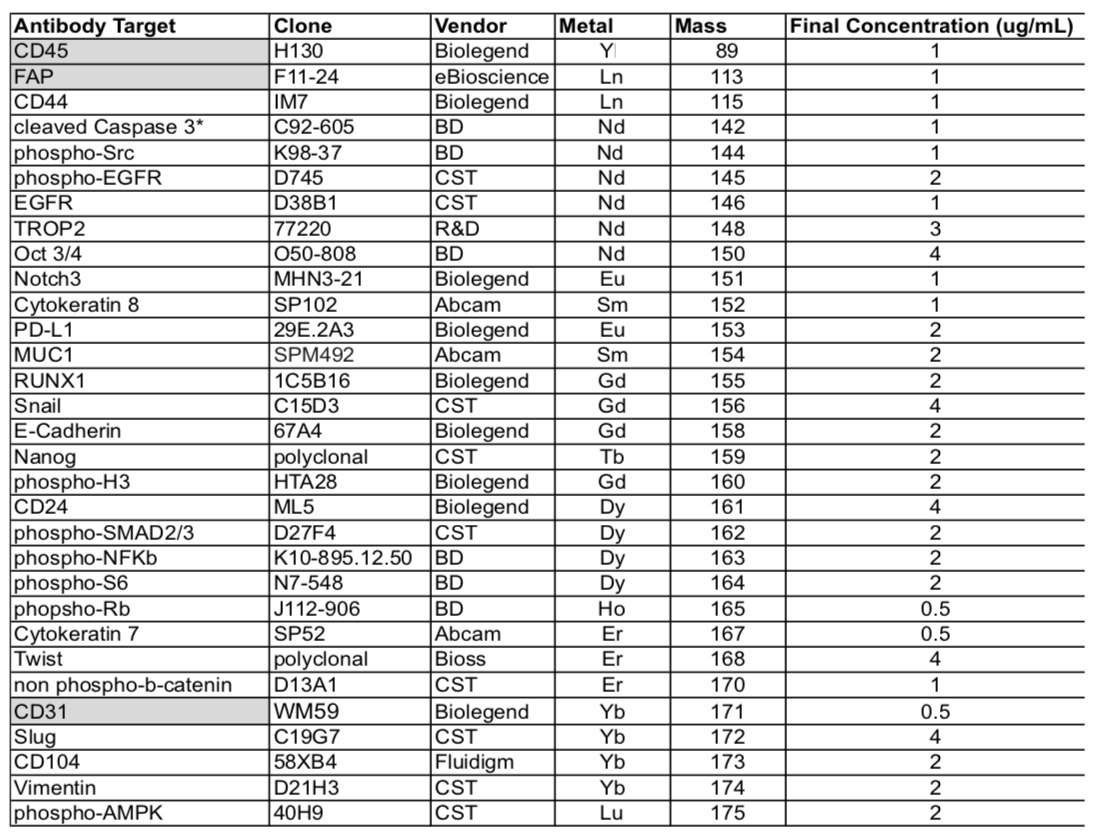 Antibody Target Clone Vendor Metal Mass Final Concentration (ug/mL)
CD45 H130 Biolegend Y 89 1
FAP F11-24 eBioscience Ln 113 1
CD44 IM7 Biolegend Ln 115 1
cleaved Caspase 3* C92-605 BD Nd 142 1
phospho-Src K98-37 BD Nd 144 1
phospho-EGFR D745 CST Nd 145 2
EGFR D38B1 CST Nd 146 1
TROP2 77220 R&D Nd 148 3
Oct 3/4 O50-808 BD Nd 150 4
Notch3 MHN3-21 Biolegend Eu 151 1
Cytokeratin 8 SP102 Abcam Sm 152 1
PD-L1 29E.2A3 Biolegend Eu 153 2
MUC1 SPM492 Abcam Sm 154 2
RUNX1 1C5B16 Biolegend Gd 155 2
Snail C15D3 CST Gd 156 4
E-Cadherin 67A4 Biolegend Gd 158 2
Nanog polyclonal CST Tb 159 2
phospho-H3 HTA28 Biolegend Gd 160 2
CD24 ML5 Biolegend Dy 161 4
phospho-SMAD2/3 D27F4 CST Dy 162 2
phospho-NFKb K10-895.12.50 BD Dy 163 2
phospho-S6 N7-548 BD Dy 164 2
phopsho-Rb J112-906 BD Ho 165 0.5
Cytokeratin 7 SP52 Abcam Er 167 0.5
Twist polyclonal Bioss Er 168 4
non phospho-b-catenin D13A1 CST Er 170 1
CD31 WM59 Biolegend Yb 171 0.5
Slug C19G7 CST Yb 172 4
CD104 58XB4 Fluidigm Yb 173 2
Vimentin D21H3 CST Yb 174 2
phospho-AMPK 40H9 CST Lu 175 2